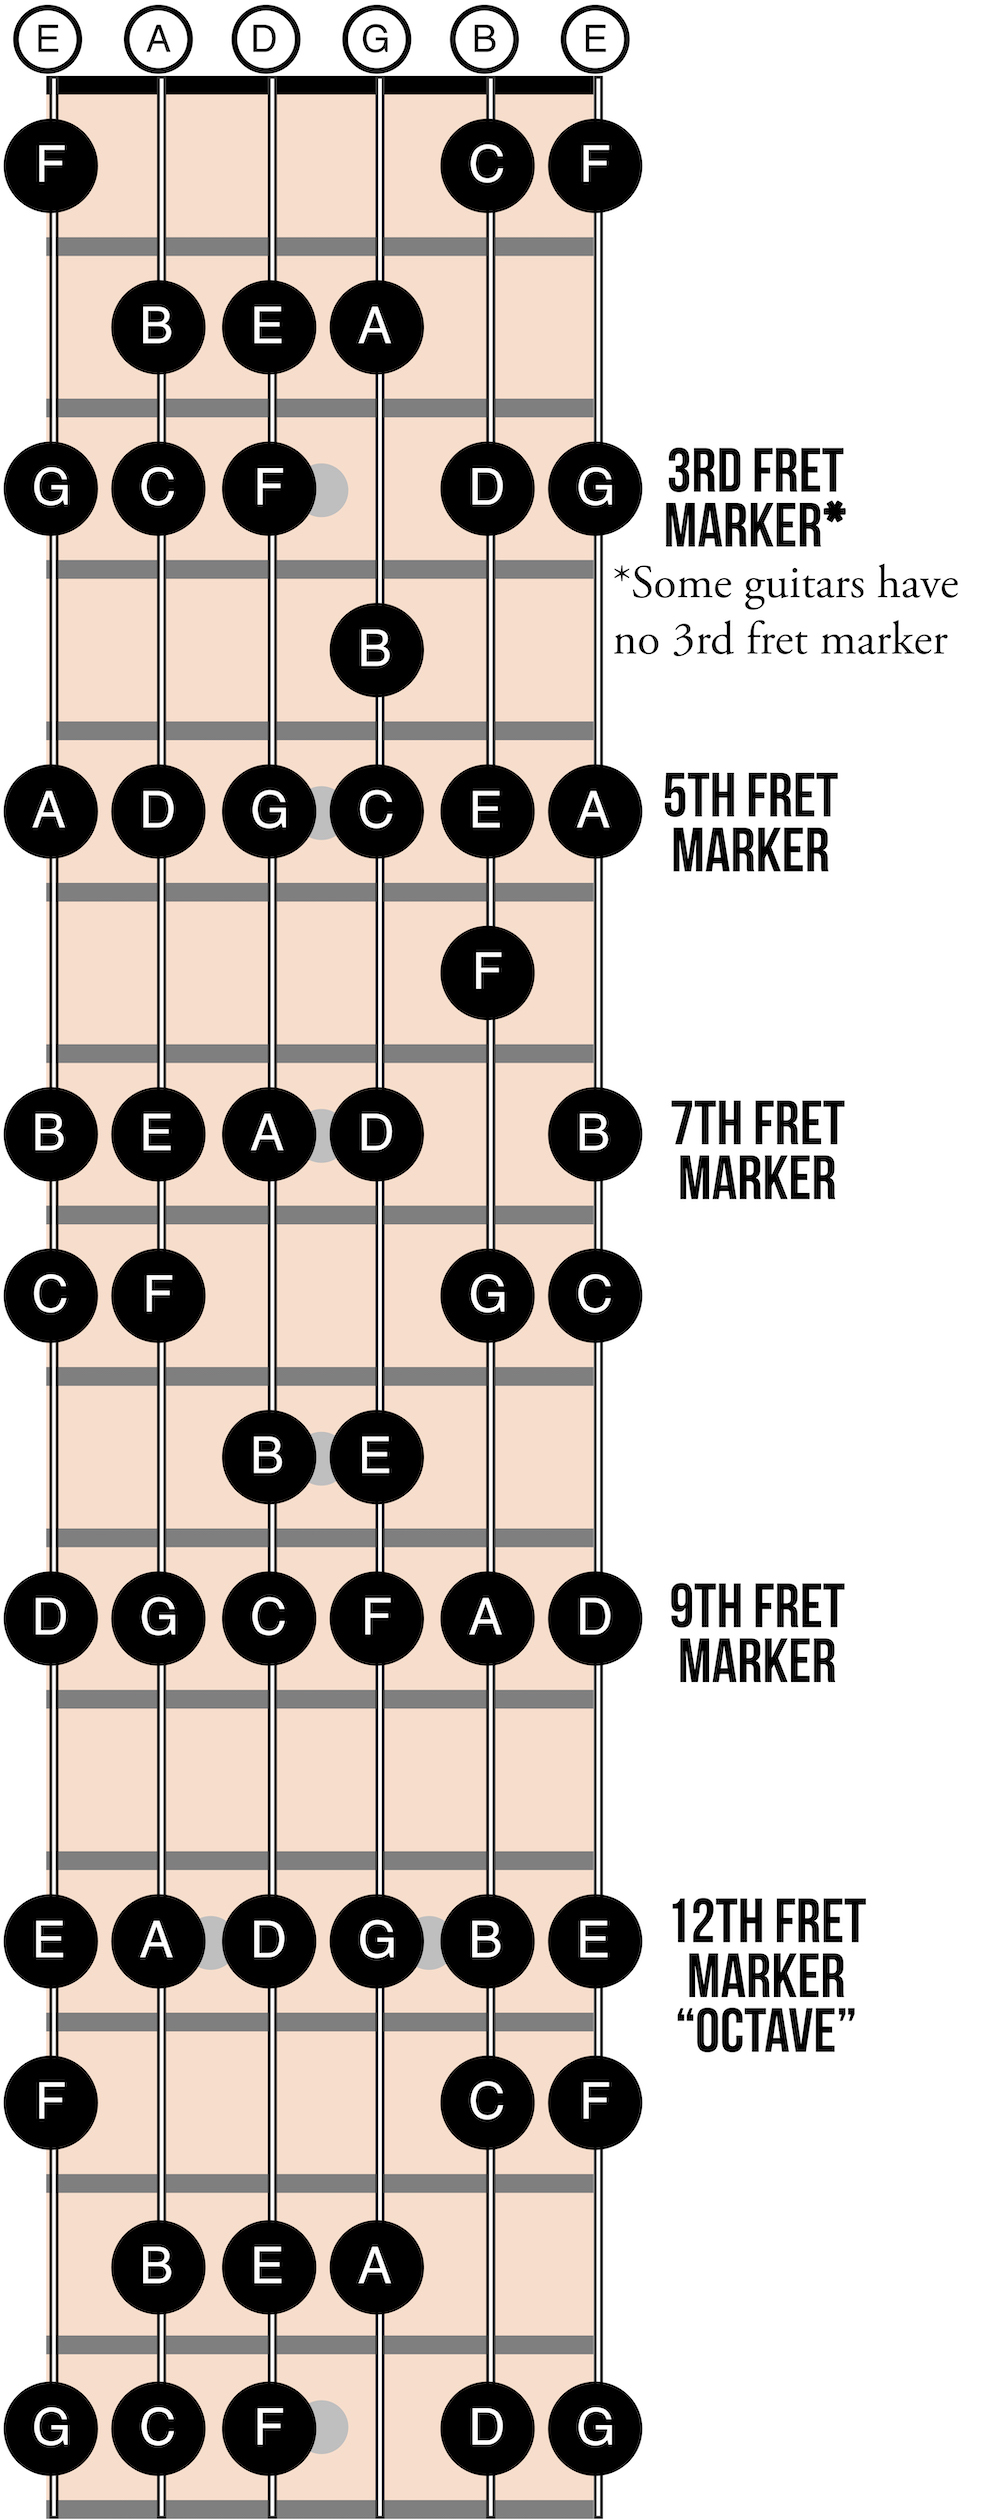 E A D G B E
F C F
B E A
G C F D G
3RD FRET
MARKER*
*Some guitars have
no 3rd fret marker
B
A D G C E A
5TH FRET
MARKER
F
B E A D B
7TH FRET
MARKER
C F G C
B E
D G C F A D
9TH FRET
MARKER
E A D G B E
12TH FRET
MARKER
“OCTAVE”
F C F
B E A
G C F D G